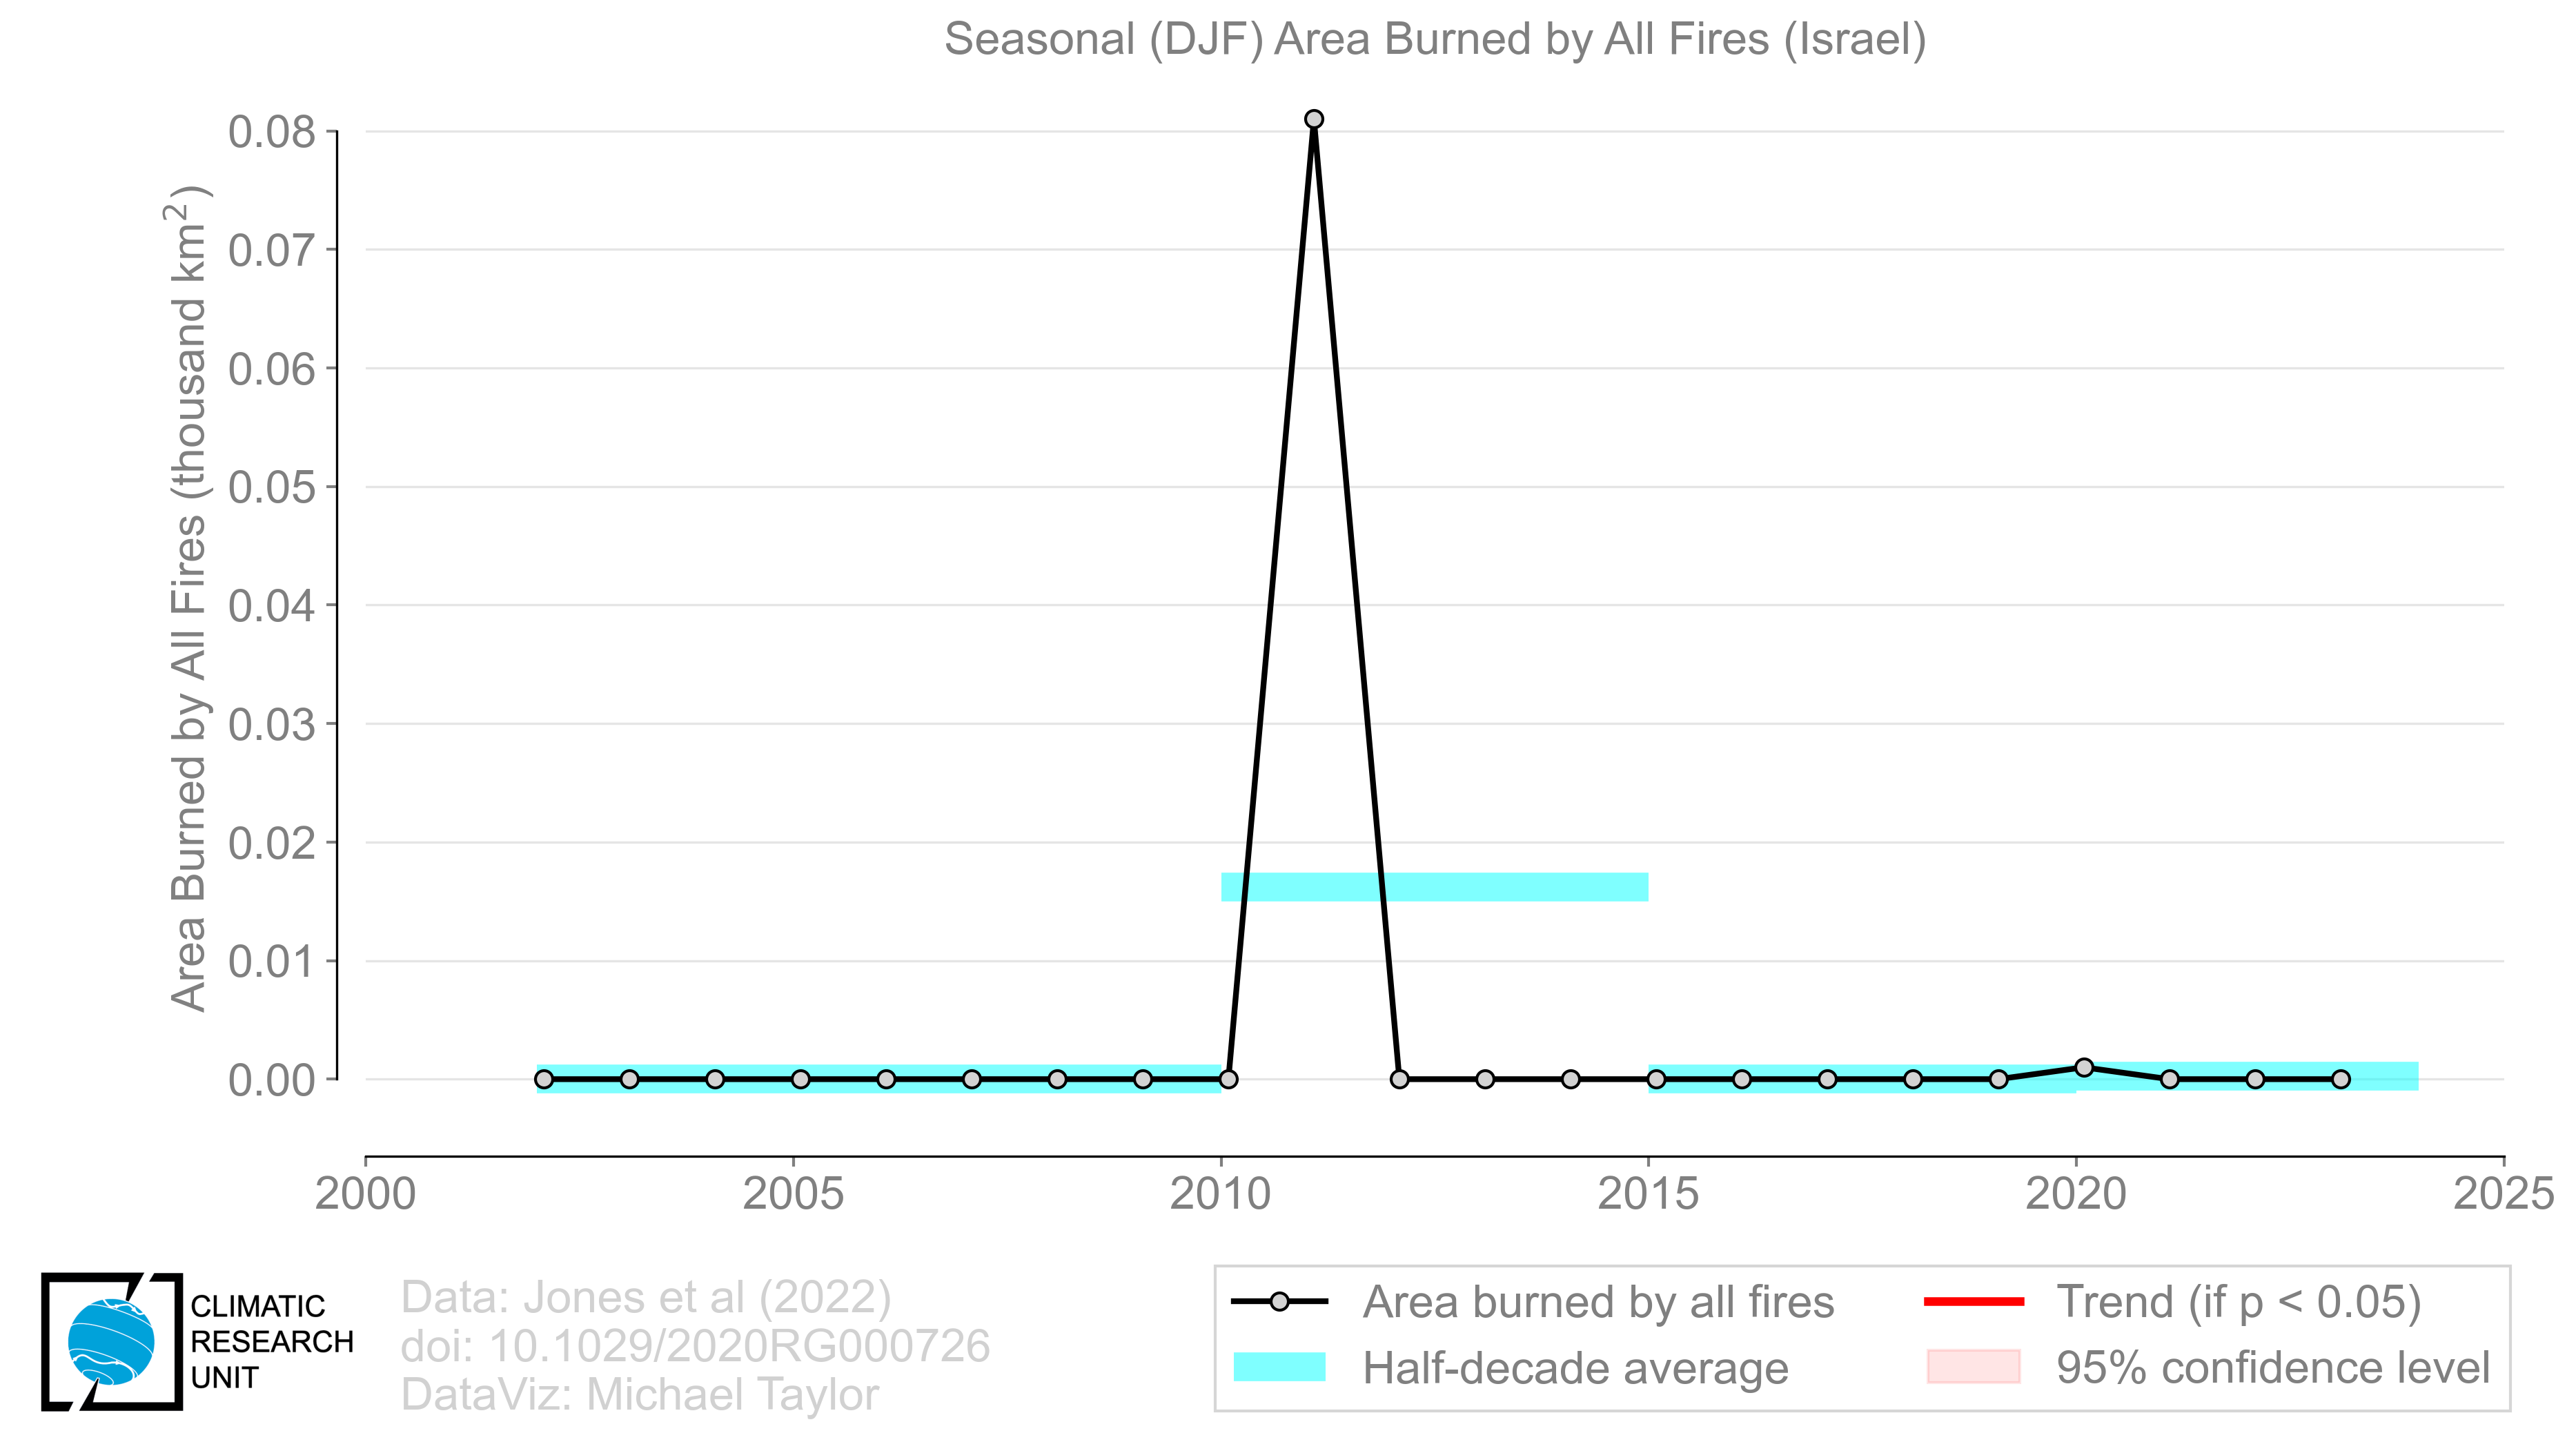 Seasonal (DJF) Area Burned by All Fires (Israel)
Area Burned by All Fires (thousand km²)
0.08
0.07
0.06
0.05
0.04
0.03
0.02
0.01
0.00
2000 2005 2010 2015 2020 2025
CLIMATIC
RESEARCH
UNIT
Data: Jones et al (2022)
doi: 10.1029/2020RG000726
DataViz: Michael Taylor
Area burned by all fires
Half-decade average
Trend (if p < 0.05)
95% confidence level